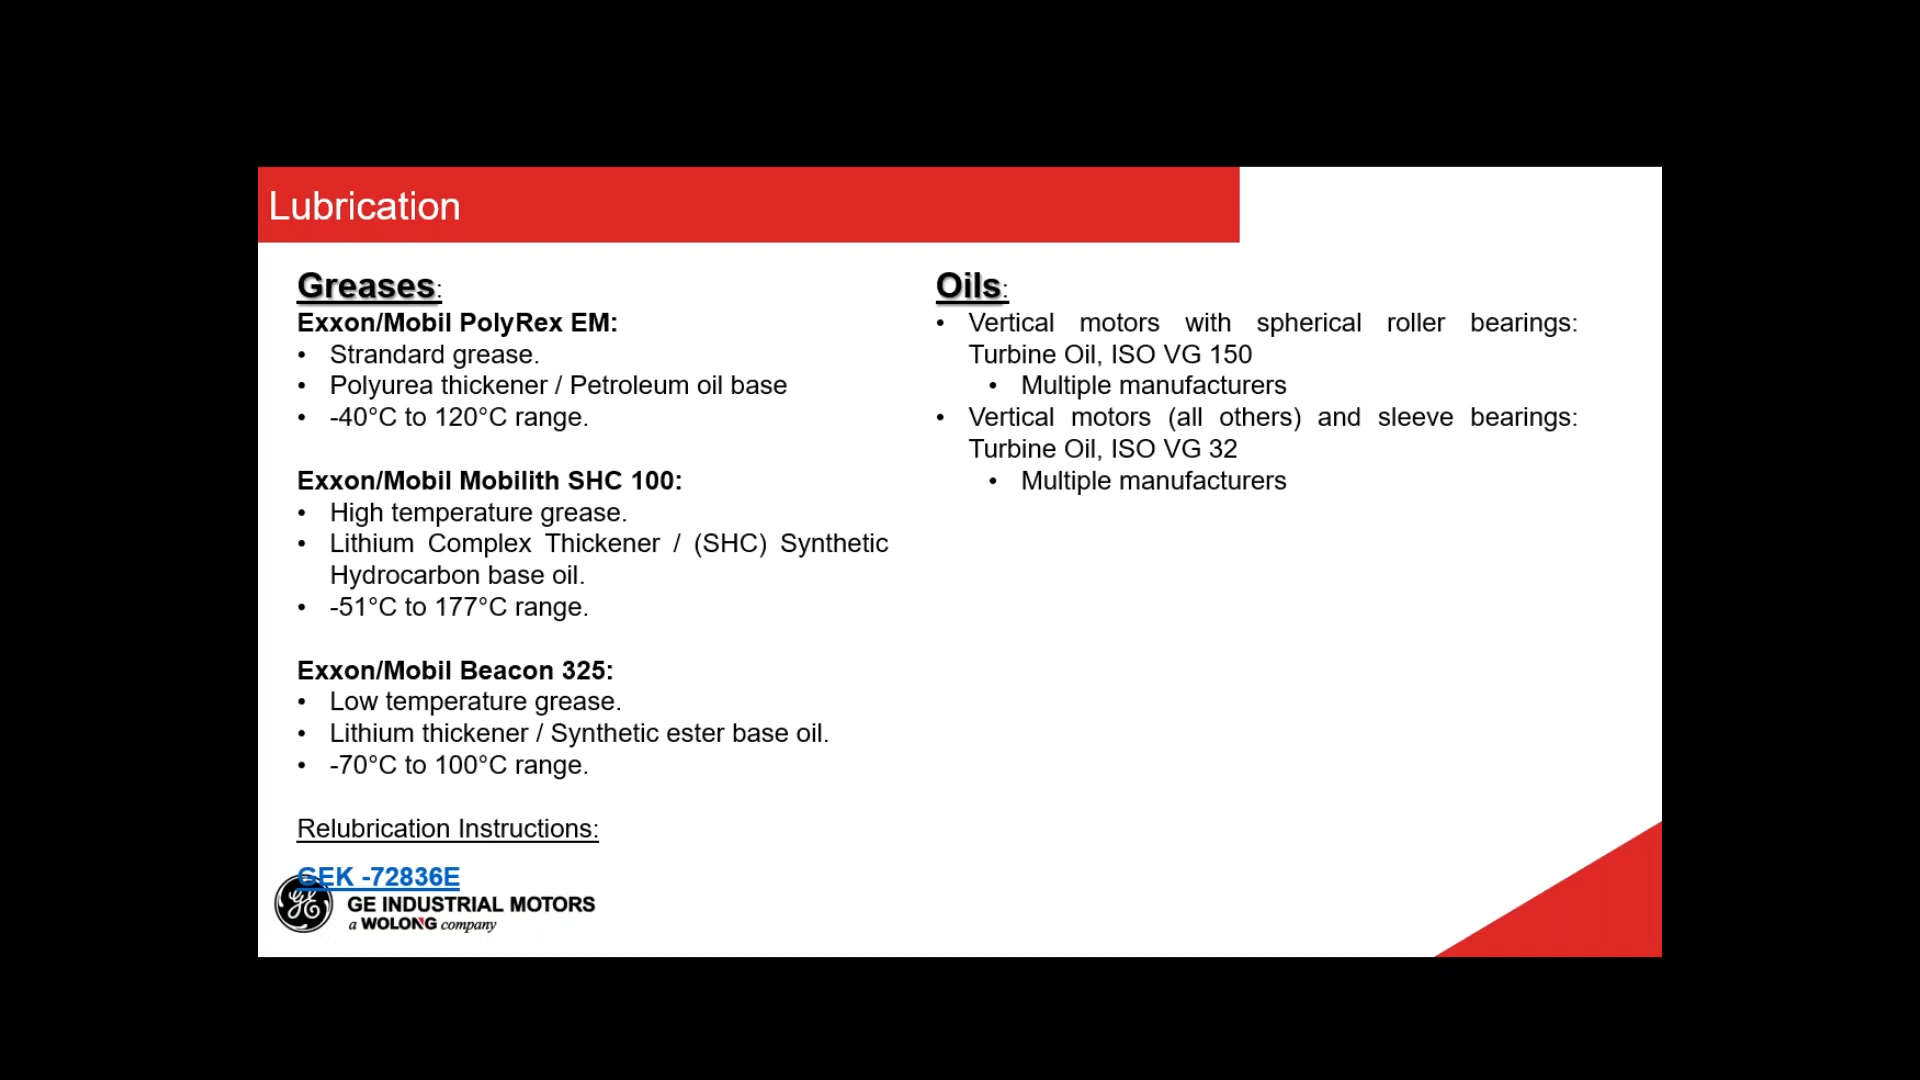 Lubrication
Greases:
Exxon/Mobil PolyRex EM:
• Strandard grease.
• Polyurea thickener / Petroleum oil base
• -40°C to 120°C range.
Exxon/Mobil Mobilith SHC 100:
• High temperature grease.
• Lithium Complex Thickener / (SHC) Synthetic
Hydrocarbon base oil.
• -51°C to 177°C range.
Exxon/Mobil Beacon 325:
• Low temperature grease.
• Lithium thickener / Synthetic ester base oil.
• -70°C to 100°C range.
Relubrication Instructions:
GEK -72836E
GE INDUSTRIAL MOTORS
a WOLONG company
Oils:
• Vertical motors with spherical roller bearings:
Turbine Oil, ISO VG 150
• Multiple manufacturers
• Vertical motors (all others) and sleeve bearings:
Turbine Oil, ISO VG 32
• Multiple manufacturers